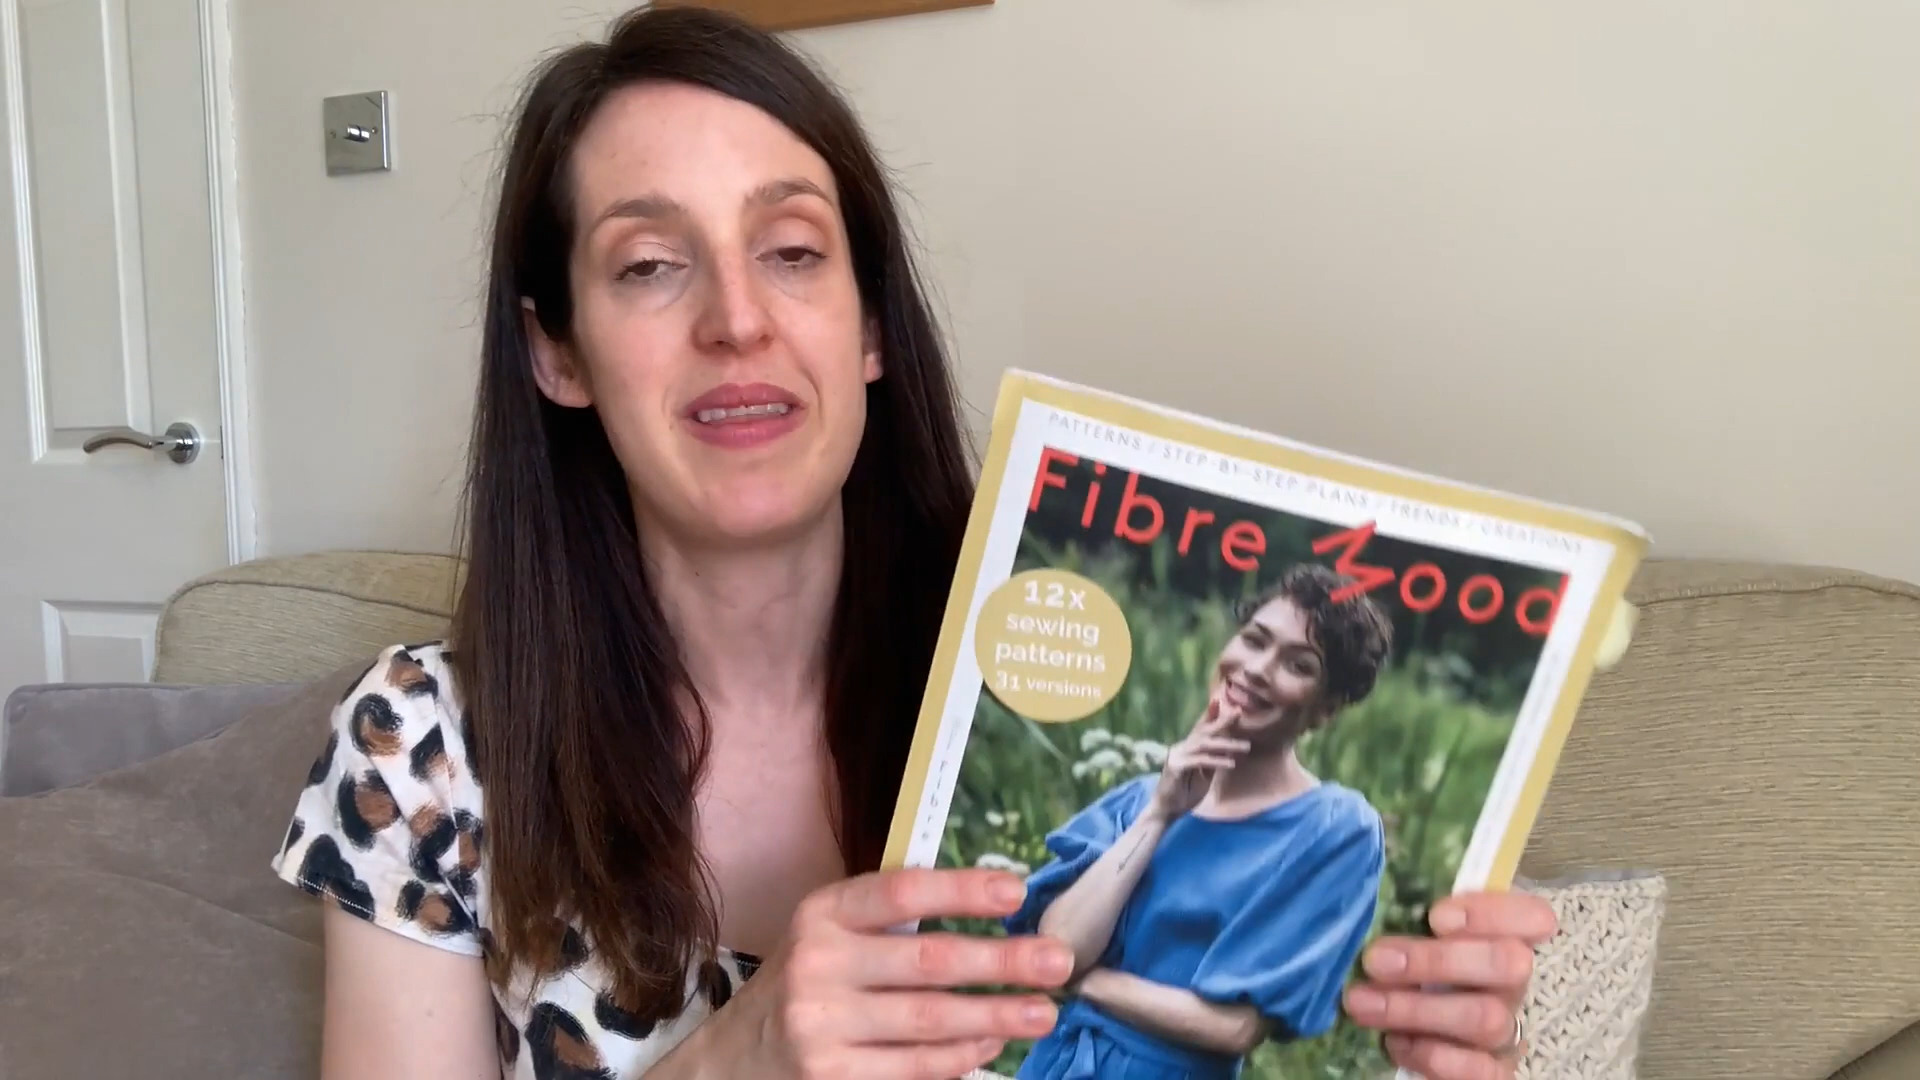 PATTERNS / STEP-BY-STEP PLANS / TRENDS / CREATIONS
Fibre Mood
12x
sewing
patterns
31 versions